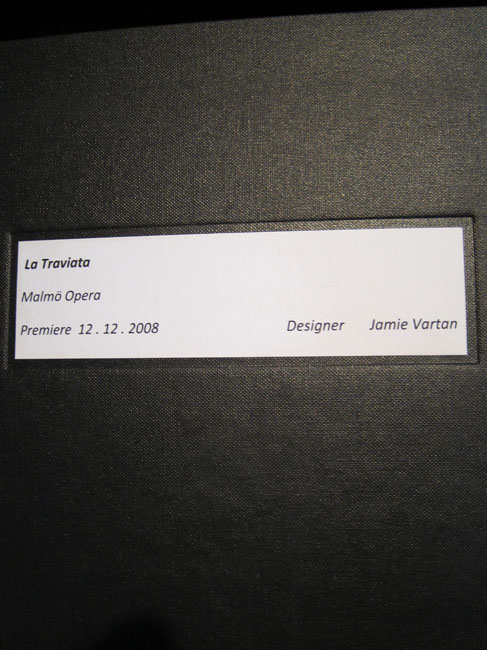 La Traviata
Malmö Opera
Premiere 12 . 12 . 2008 Designer Jamie Vartan